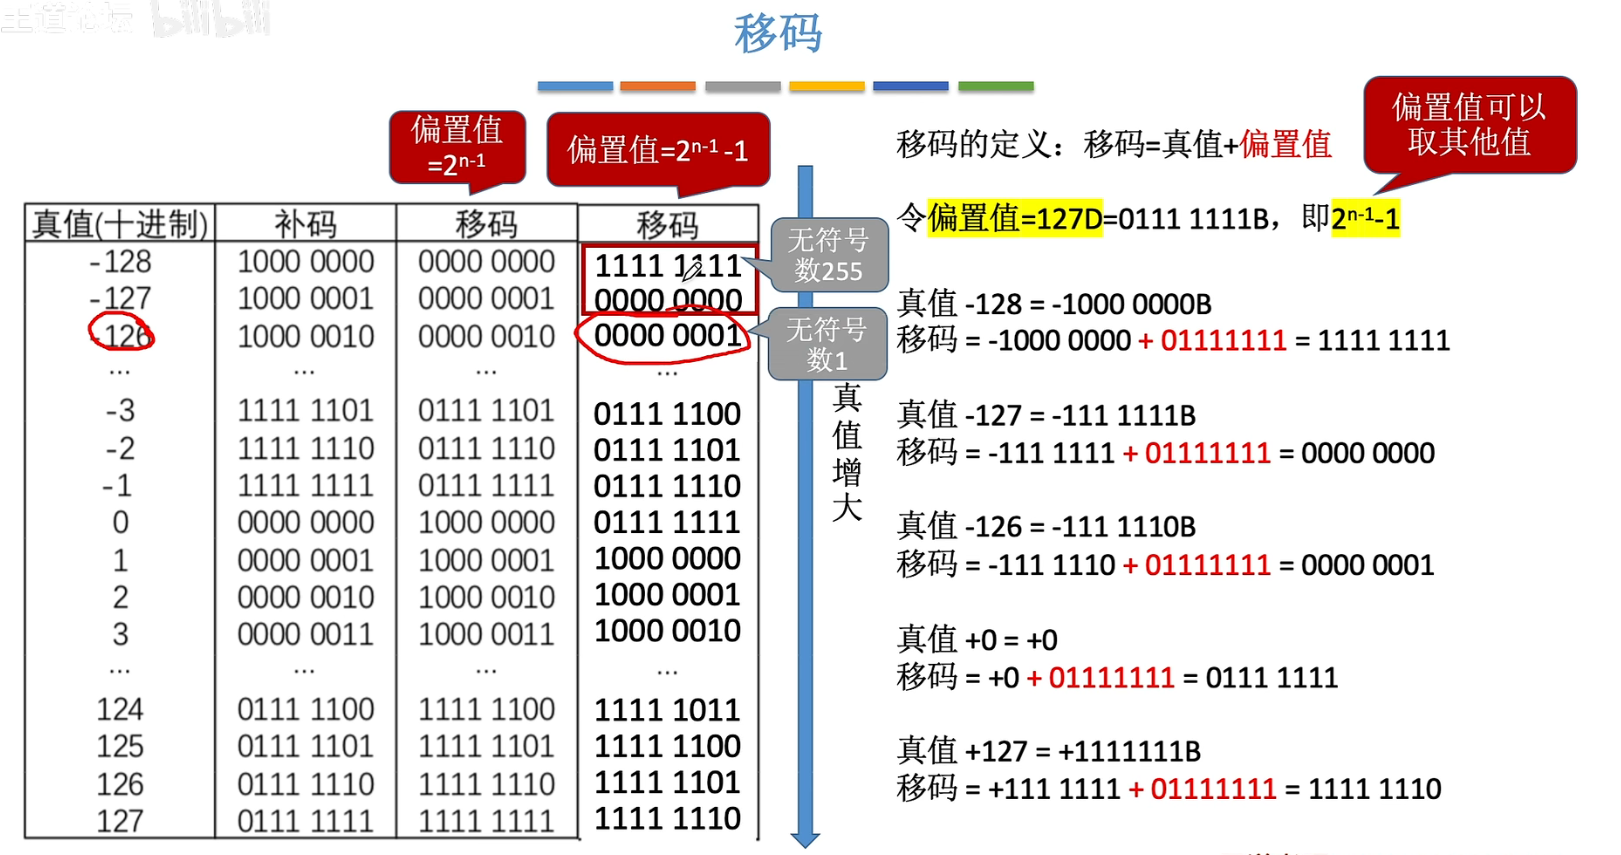 王道论坛 bilibili
移码
偏置值
=2ⁿ⁻¹
偏置值=2ⁿ⁻¹ -1
偏置值可以
取其他值
移码的定义：移码=真值+偏置值
令偏置值=127D=0111 1111B，即2ⁿ⁻¹-1
真值(十进制) 补码 移码 移码
-128 1000 0000 0000 0000 1111 1111
-127 1000 0001 0000 0001 0000 0000
-126 1000 0010 0000 0010 0000 0001
... ... ... ...
-3 1111 1101 0111 1101 0111 1100
-2 1111 1110 0111 1110 0111 1101
-1 1111 1111 0111 1111 0111 1110
0 0000 0000 1000 0000 0111 1111
1 0000 0001 1000 0001 1000 0000
2 0000 0010 1000 0010 1000 0001
3 0000 0011 1000 0011 1000 0010
... ... ... ...
124 0111 1100 1111 1100 1111 1011
125 0111 1101 1111 1101 1111 1100
126 0111 1110 1111 1110 1111 1101
127 0111 1111 1111 1111 1111 1110
无符号
数255
无符号
数1
真值增大
真值 -128 = -1000 0000B
移码 = -1000 0000 + 01111111 = 1111 1111
真值 -127 = -111 1111B
移码 = -111 1111 + 01111111 = 0000 0000
真值 -126 = -111 1110B
移码 = -111 1110 + 01111111 = 0000 0001
真值 +0 = +0
移码 = +0 + 01111111 = 0111 1111
真值 +127 = +1111111B
移码 = +111 1111 + 01111111 = 1111 1110